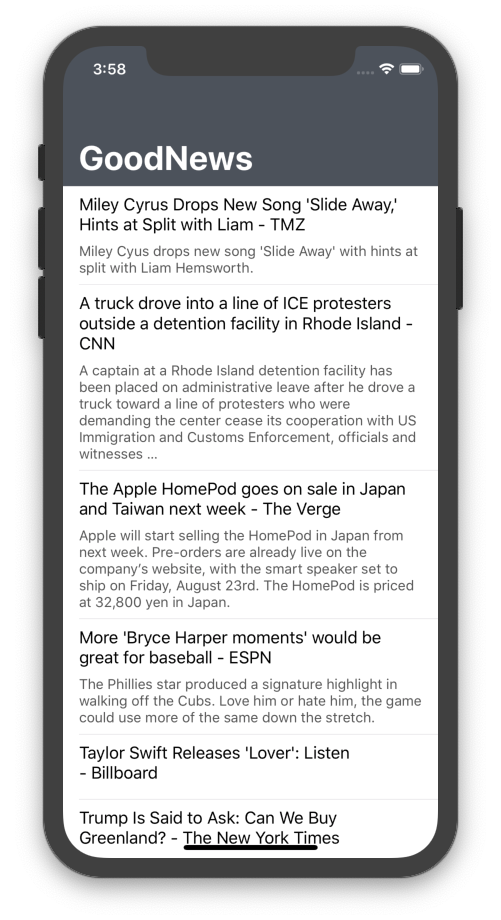 3:58
GoodNews
Miley Cyrus Drops New Song 'Slide Away,'
Hints at Split with Liam - TMZ
Miley Cyus drops new song 'Slide Away' with hints at
split with Liam Hemsworth.
A truck drove into a line of ICE protesters
outside a detention facility in Rhode Island -
CNN
A captain at a Rhode Island detention facility has
been placed on administrative leave after he drove a
truck toward a line of protesters who were
demanding the center cease its cooperation with US
Immigration and Customs Enforcement, officials and
witnesses ...
The Apple HomePod goes on sale in Japan
and Taiwan next week - The Verge
Apple will start selling the HomePod in Japan from
next week. Pre-orders are already live on the
company's website, with the smart speaker set to
ship on Friday, August 23rd. The HomePod is priced
at 32,800 yen in Japan.
More 'Bryce Harper moments' would be
great for baseball - ESPN
The Phillies star produced a signature highlight in
walking off the Cubs. Love him or hate him, the game
could use more of the same down the stretch.
Taylor Swift Releases 'Lover': Listen
- Billboard
Trump Is Said to Ask: Can We Buy
Greenland? - The New York Times